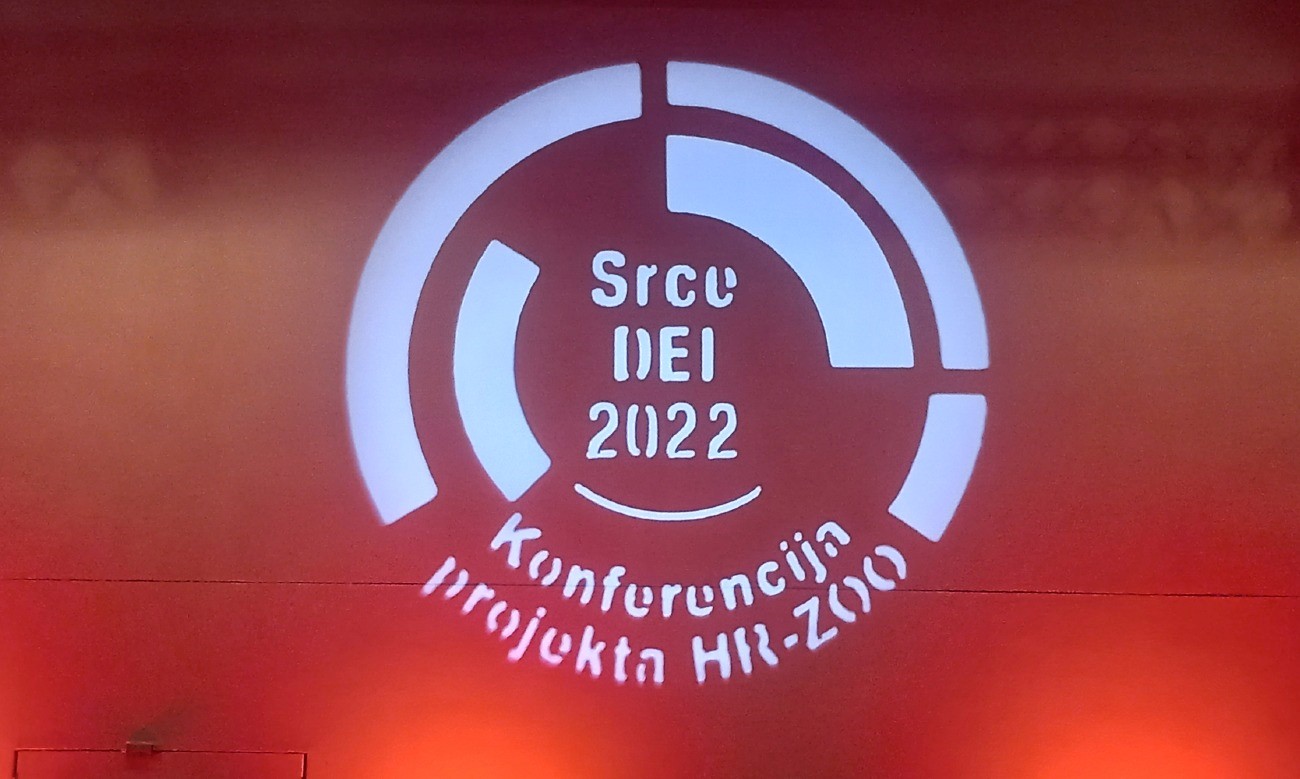 Srce
DEI
2022
Konferencija
projekta HR-ZOO